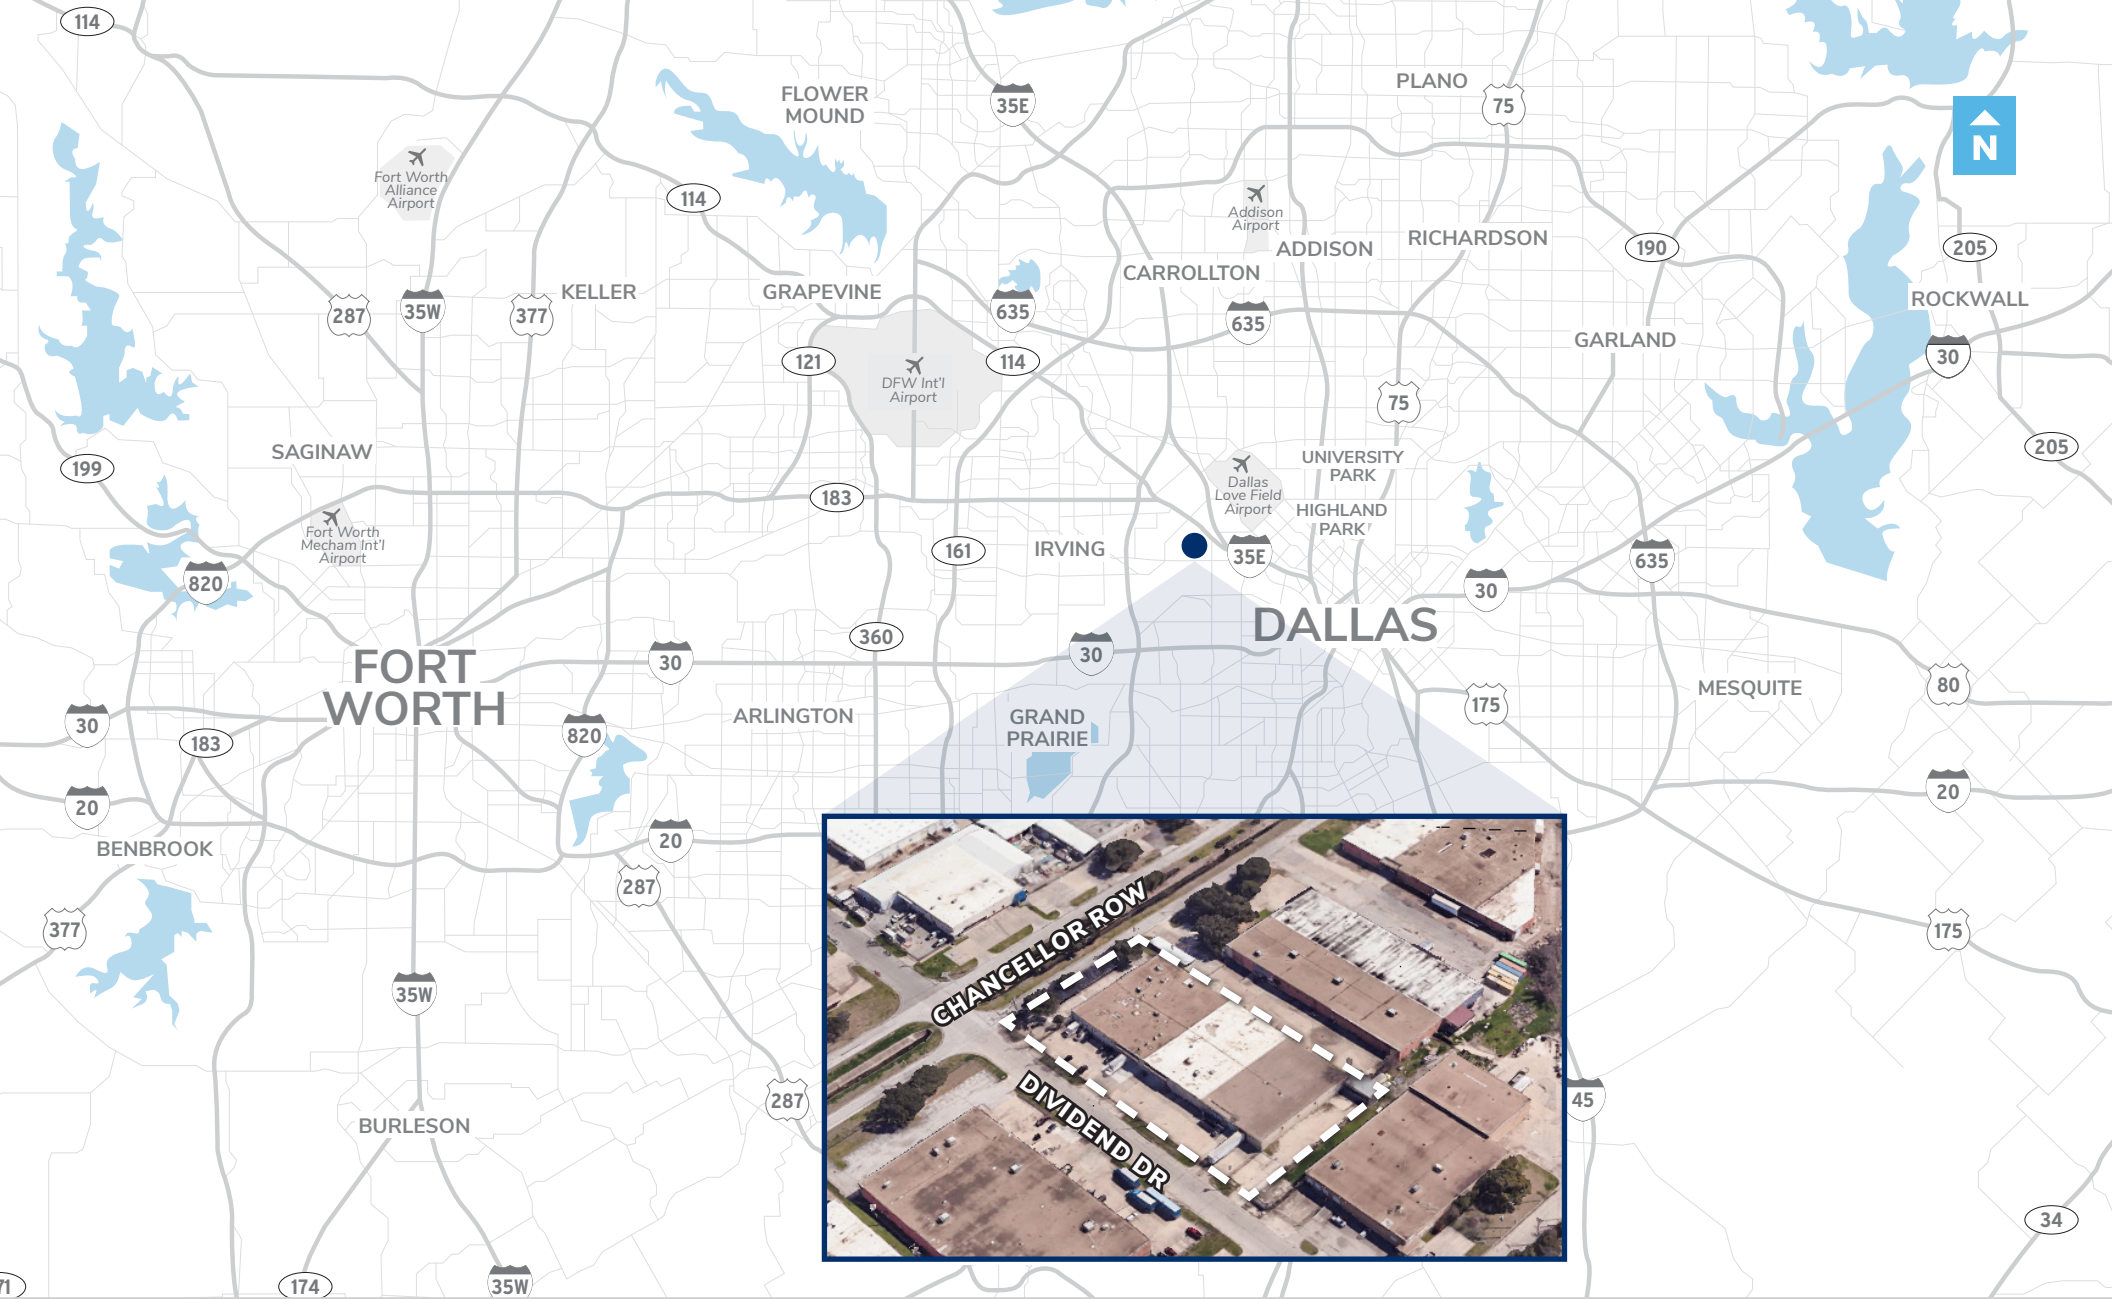 114
FLOWER
MOUND
35E
PLANO
75
N
Fort Worth
Alliance
Airport
114
Addison
Airport
ADDISON
RICHARDSON
190
205
CARROLLTON
KELLER
GRAPEVINE
ROCKWALL
287
35W
377
635
635
GARLAND
30
121
114
DFW Int'l
Airport
75
SAGINAW
205
199
UNIVERSITY
PARK
183
Dallas
Love Field
Airport
HIGHLAND
PARK
Fort Worth
Mecham Int'l
Airport
161
IRVING
35E
635
820
30
DALLAS
360
30
30
FORT
WORTH
80
MESQUITE
175
ARLINGTON
GRAND
PRAIRIE
30
183
820
20
20
20
BENBROOK
287
377
175
CHANCELLOR ROW
35W
DIVIDEND DR
287
45
BURLESON
34
71
174
35W